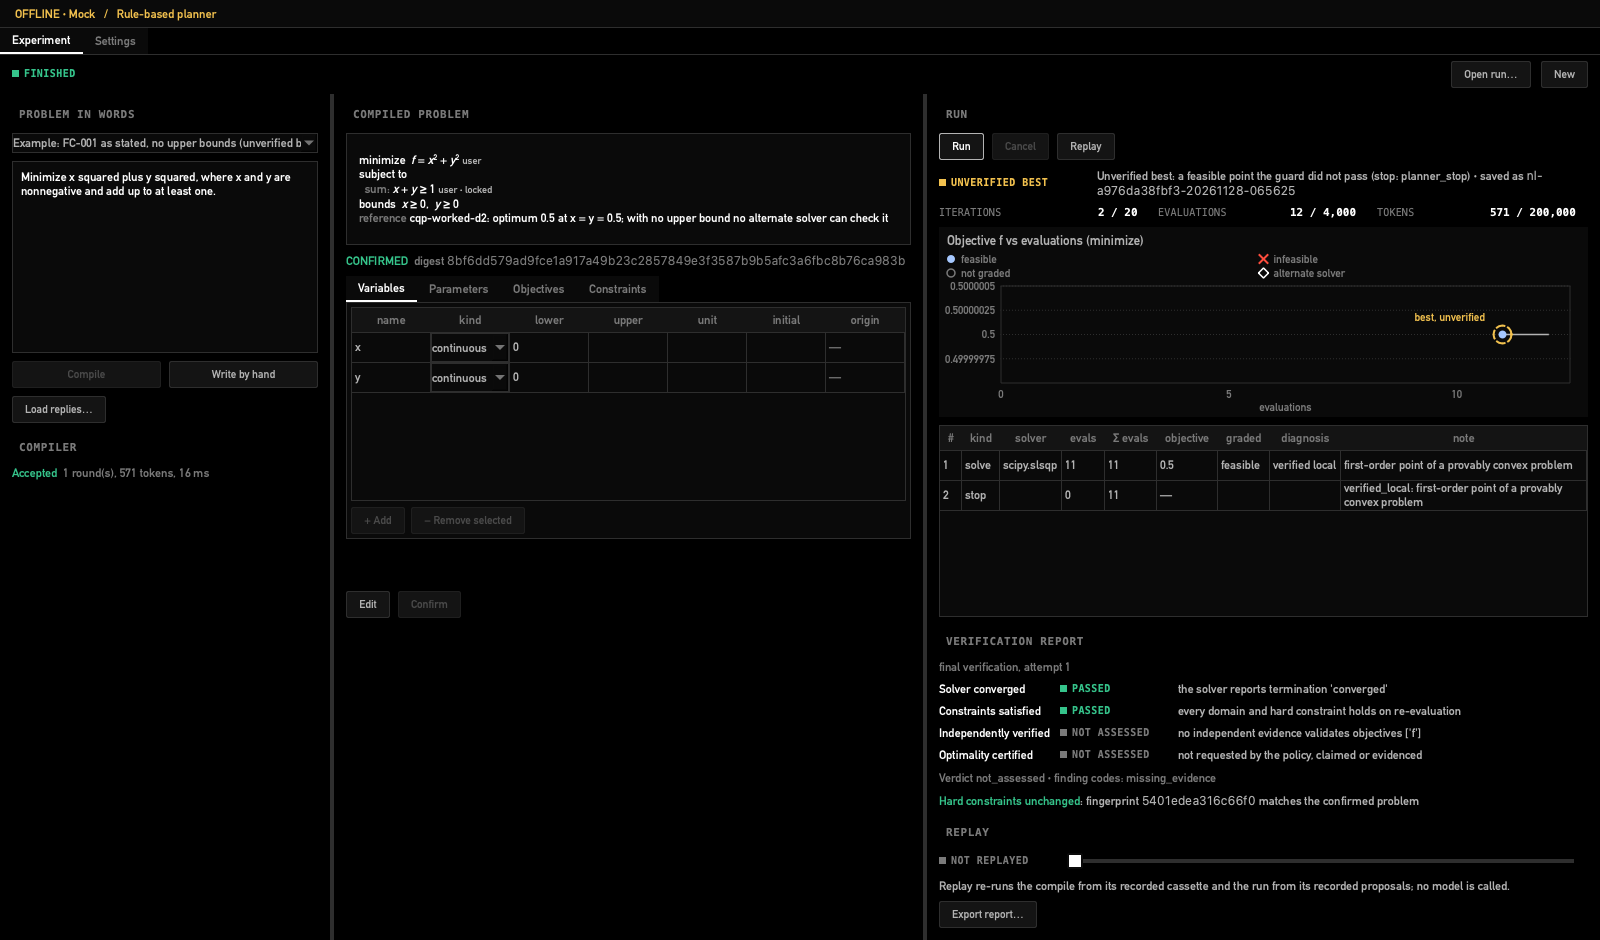 OFFLINE · Mock / Rule-based planner
Experiment Settings
FINISHED
Open run... New
PROBLEM IN WORDS
Example: FC-001 as stated, no upper bounds (unverified b
Minimize x squared plus y squared, where x and y are
nonnegative and add up to at least one.
Compile Write by hand
Load replies...
COMPILER
Accepted 1 round(s), 571 tokens, 16 ms
COMPILED PROBLEM
minimize f = x² + y² user
subject to
sum: x + y ≥ 1 user · locked
bounds x ≥ 0, y ≥ 0
reference cqp-worked-d2: optimum 0.5 at x = y = 0.5; with no upper bound no alternate solver can check it
CONFIRMED digest 8bf6dd579ad9fce1a917a49b23c2857849e3f3587b9b5afc3a6fbc8b76ca983b
Variables Parameters Objectives Constraints
name kind lower upper unit initial origin
x continuous 0 —
y continuous 0 —
+ Add – Remove selected
Edit Confirm
RUN
Run Cancel Replay
UNVERIFIED BEST Unverified best: a feasible point the guard did not pass (stop: planner_stop) · saved as nl-
a976da38fbf3-20261128-065625
ITERATIONS 2 / 20 EVALUATIONS 12 / 4,000 TOKENS 571 / 200,000
Objective f vs evaluations (minimize)
feasible infeasible
not graded alternate solver
0.5000005
0.50000025
best, unverified
0.5
0.49999975
0 5 10
evaluations
# kind solver evals Σ evals objective graded diagnosis note
1 solve scipy.slsqp 11 11 0.5 feasible verified local first-order point of a provably convex problem
2 stop 0 11 — verified_local: first-order point of a provably
convex problem
VERIFICATION REPORT
final verification, attempt 1
Solver converged PASSED the solver reports termination 'converged'
Constraints satisfied PASSED every domain and hard constraint holds on re-evaluation
Independently verified NOT ASSESSED no independent evidence validates objectives ['f']
Optimality certified NOT ASSESSED not requested by the policy, claimed or evidenced
Verdict not_assessed · finding codes: missing_evidence
Hard constraints unchanged: fingerprint 5401edea316c66f0 matches the confirmed problem
REPLAY
NOT REPLAYED
Replay re-runs the compile from its recorded cassette and the run from its recorded proposals; no model is called.
Export report...